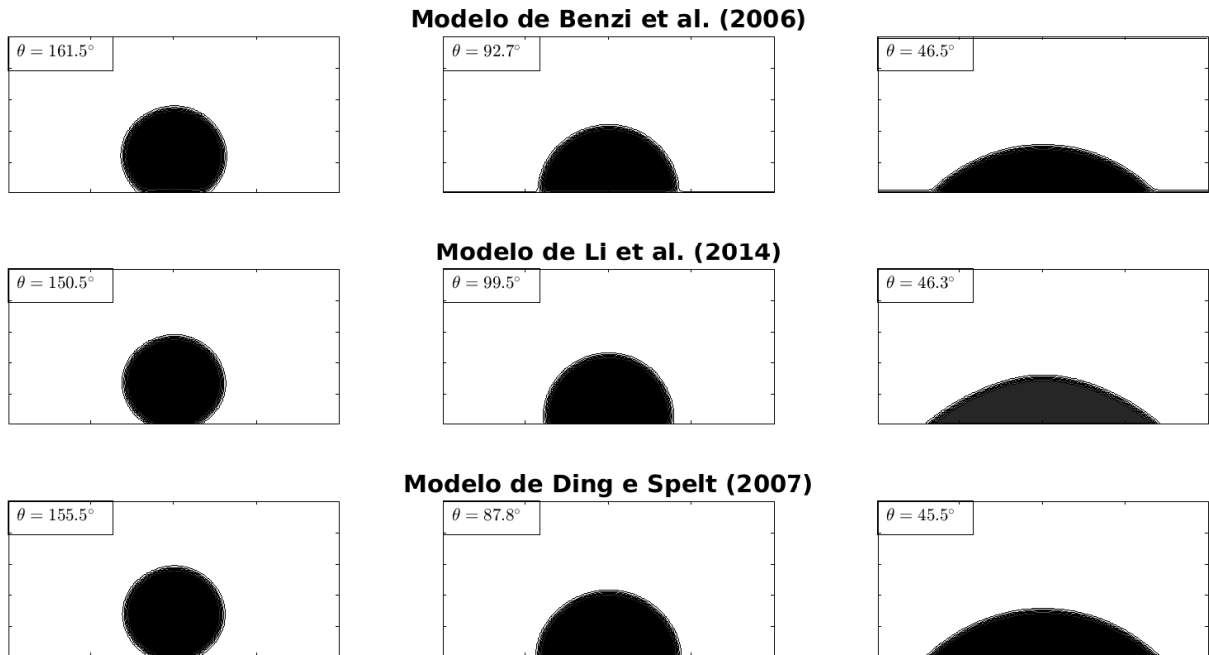 Modelo de Benzi et al. (2006)
θ = 161.5°
θ = 92.7°
θ = 46.5°
Modelo de Li et al. (2014)
θ = 150.5°
θ = 99.5°
θ = 46.3°
Modelo de Ding e Spelt (2007)
θ = 155.5°
θ = 87.8°
θ = 45.5°